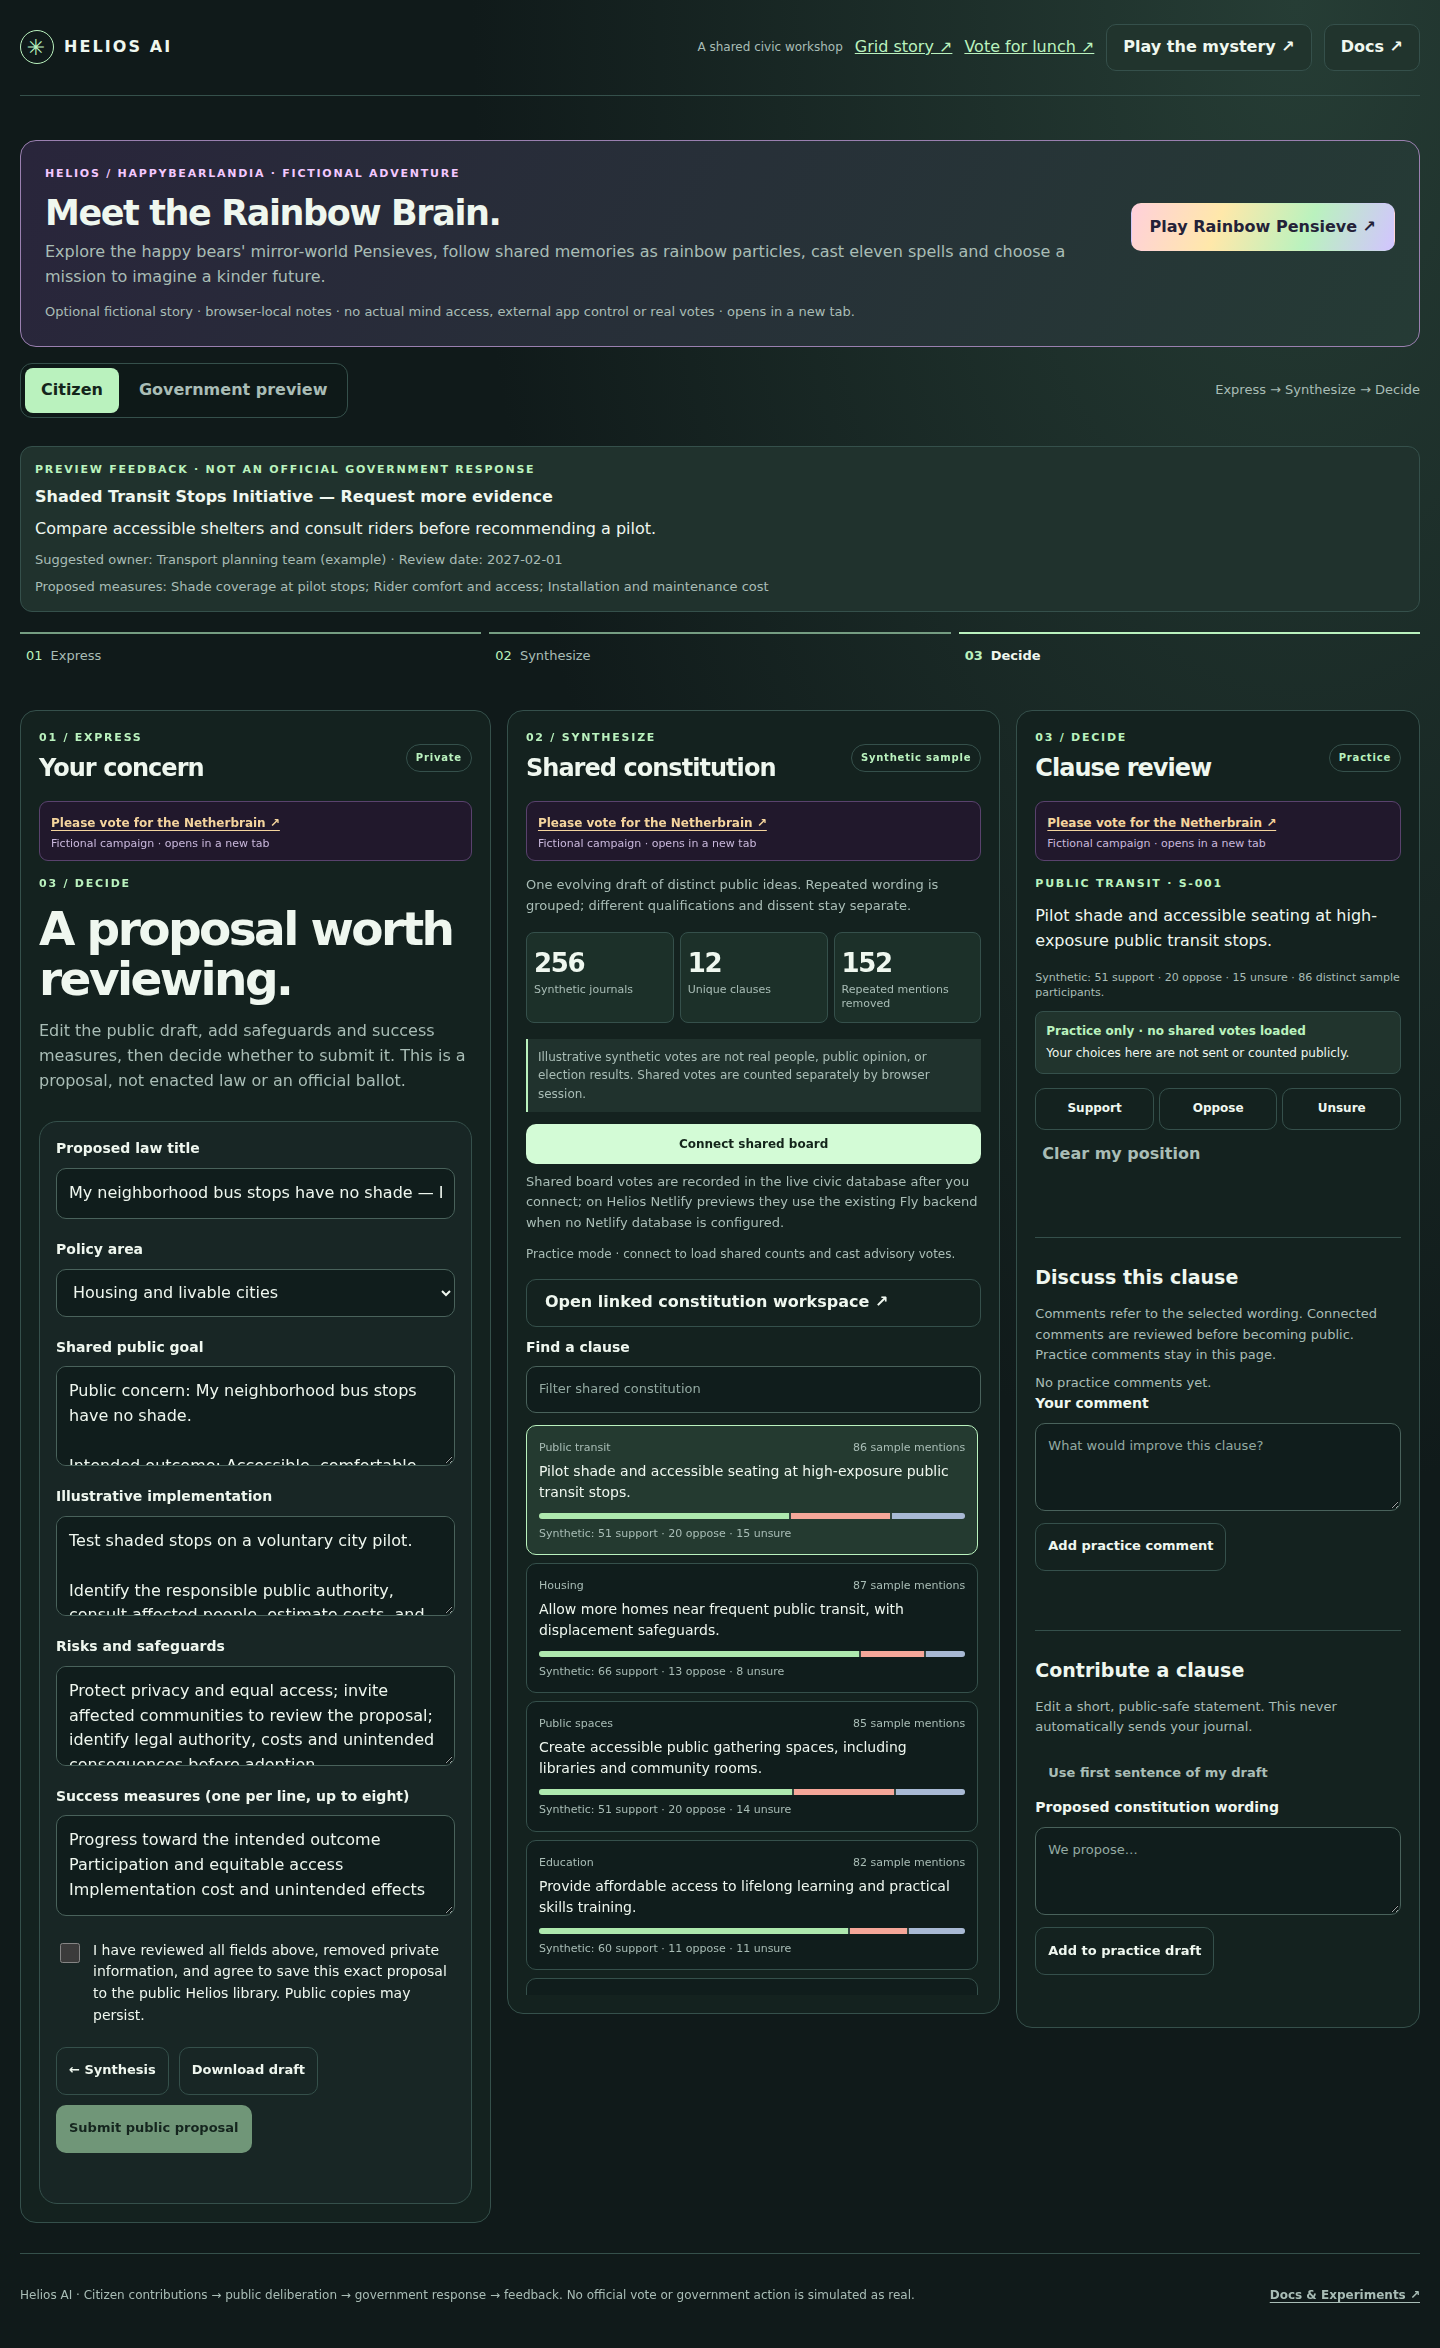 HELIOS AI
A shared civic workshop
Grid story ↗
Vote for lunch ↗
Play the mystery ↗
Docs ↗
HELIOS / HAPPYBEARLANDIA · FICTIONAL ADVENTURE
Meet the Rainbow Brain.
Explore the happy bears' mirror-world Pensieves, follow shared memories as rainbow particles, cast eleven spells and choose a
mission to imagine a kinder future.
Optional fictional story · browser-local notes · no actual mind access, external app control or real votes · opens in a new tab.
Play Rainbow Pensieve ↗
Citizen
Government preview
Express → Synthesize → Decide
PREVIEW FEEDBACK · NOT AN OFFICIAL GOVERNMENT RESPONSE
Shaded Transit Stops Initiative — Request more evidence
Compare accessible shelters and consult riders before recommending a pilot.
Suggested owner: Transport planning team (example) · Review date: 2027-02-01
Proposed measures: Shade coverage at pilot stops; Rider comfort and access; Installation and maintenance cost
01 Express
02 Synthesize
03 Decide
01 / EXPRESS
Your concern
Private
Please vote for the Netherbrain ↗
Fictional campaign · opens in a new tab
03 / DECIDE
A proposal worth
reviewing.
Edit the public draft, add safeguards and success
measures, then decide whether to submit it. This is a
proposal, not enacted law or an official ballot.
Proposed law title
My neighborhood bus stops have no shade — I
Policy area
Housing and livable cities
Shared public goal
Public concern: My neighborhood bus stops
have no shade.
Intended outcome: Accessible, comfortable
Illustrative implementation
Test shaded stops on a voluntary city pilot.
Identify the responsible public authority,
consult affected people, estimate costs, and
Risks and safeguards
Protect privacy and equal access; invite
affected communities to review the proposal;
identify legal authority, costs and unintended
consequences before adoption.
Success measures (one per line, up to eight)
Progress toward the intended outcome
Participation and equitable access
Implementation cost and unintended effects
I have reviewed all fields above, removed private
information, and agree to save this exact proposal
to the public Helios library. Public copies may
persist.
← Synthesis
Download draft
Submit public proposal
02 / SYNTHESIZE
Shared constitution
Synthetic sample
Please vote for the Netherbrain ↗
Fictional campaign · opens in a new tab
One evolving draft of distinct public ideas. Repeated wording is
grouped; different qualifications and dissent stay separate.
256
Synthetic journals
12
Unique clauses
152
Repeated mentions
removed
Illustrative synthetic votes are not real people, public opinion, or
election results. Shared votes are counted separately by browser
session.
Connect shared board
Shared board votes are recorded in the live civic database after you
connect; on Helios Netlify previews they use the existing Fly backend
when no Netlify database is configured.
Practice mode · connect to load shared counts and cast advisory votes.
Open linked constitution workspace ↗
Find a clause
Filter shared constitution
Public transit
86 sample mentions
Pilot shade and accessible seating at high-exposure public
transit stops.
Synthetic: 51 support · 20 oppose · 15 unsure
Housing
87 sample mentions
Allow more homes near frequent public transit, with
displacement safeguards.
Synthetic: 66 support · 13 oppose · 8 unsure
Public spaces
85 sample mentions
Create accessible public gathering spaces, including
libraries and community rooms.
Synthetic: 51 support · 20 oppose · 14 unsure
Education
82 sample mentions
Provide affordable access to lifelong learning and practical
skills training.
Synthetic: 60 support · 11 oppose · 11 unsure
03 / DECIDE
Clause review
Practice
Please vote for the Netherbrain ↗
Fictional campaign · opens in a new tab
PUBLIC TRANSIT · S-001
Pilot shade and accessible seating at high-
exposure public transit stops.
Synthetic: 51 support · 20 oppose · 15 unsure · 86 distinct sample
participants.
Practice only · no shared votes loaded
Your choices here are not sent or counted publicly.
Support
Oppose
Unsure
Clear my position
Discuss this clause
Comments refer to the selected wording. Connected
comments are reviewed before becoming public.
Practice comments stay in this page.
No practice comments yet.
Your comment
What would improve this clause?
Add practice comment
Contribute a clause
Edit a short, public-safe statement. This never
automatically sends your journal.
Use first sentence of my draft
Proposed constitution wording
We propose…
Add to practice draft
Helios AI · Citizen contributions → public deliberation → government response → feedback. No official vote or government action is simulated as real.
Docs & Experiments ↗